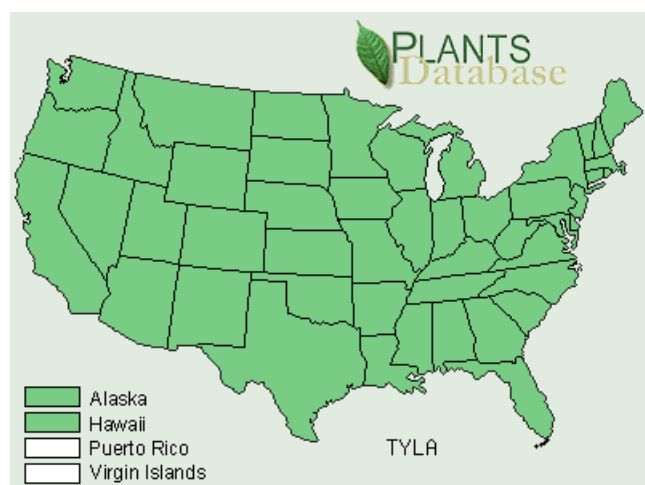 PLANTS
Database
Alaska
Hawaii
Puerto Rico
Virgin Islands
TYLA